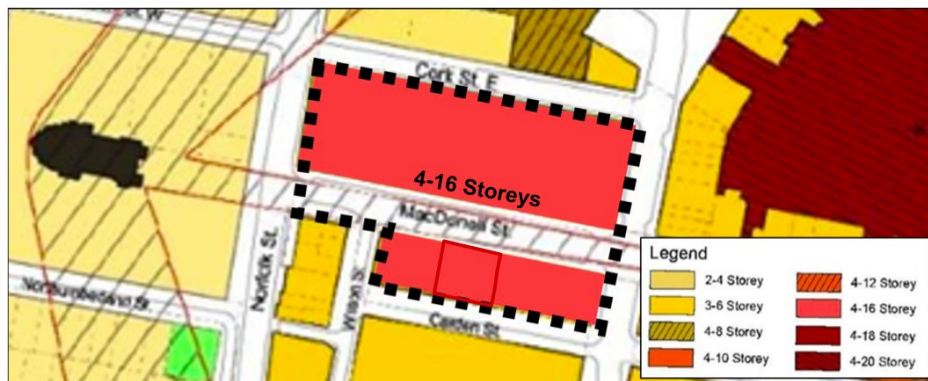 Cork St. E
4-16 Storeys
MacDonell St.
Norfolk St.
Wilson St.
Northumberland St.
Carden St.
Legend
2-4 Storey
3-6 Storey
4-8 Storey
4-10 Storey
4-12 Storey
4-16 Storey
4-18 Storey
4-20 Storey